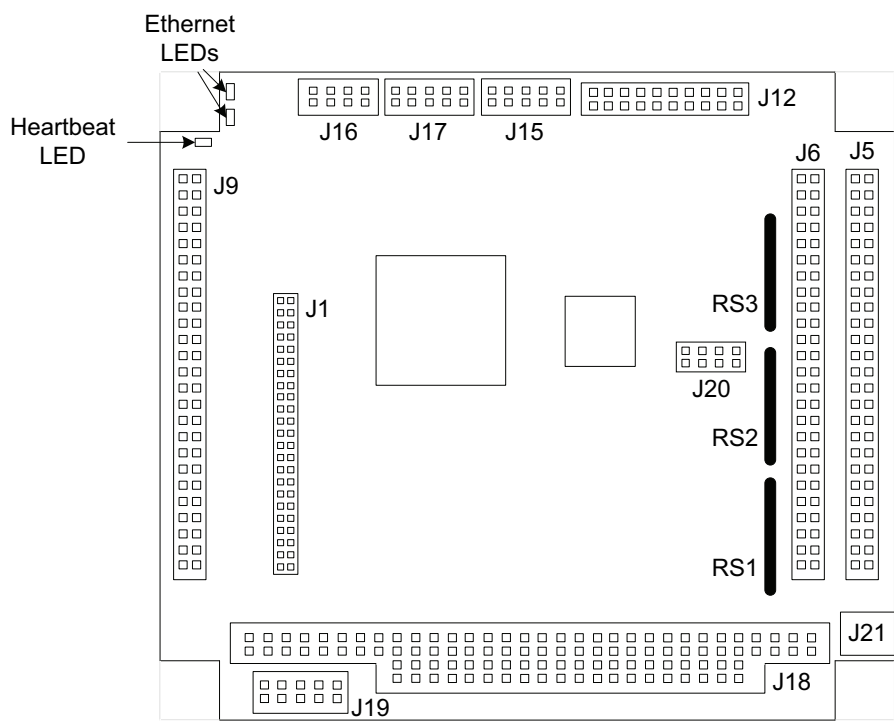 Ethernet
LEDs
Heartbeat
LED
J16
J17
J15
J12
J9
J6
J5
J1
RS3
J20
RS2
RS1
J21
J18
J19